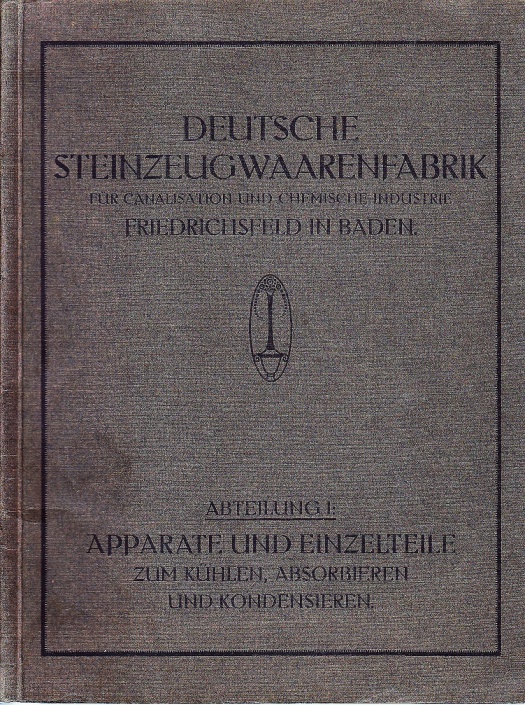 DEUTSCHE
STEINZEUGWAARENFABRIK
FÜR CANALISATION UND CHEMISCHE INDUSTRIE
FRIEDRICHSFELD IN BADEN.
ABTEILUNG I:
APPARATE UND EINZELTEILE
ZUM KÜHLEN, ABSORBIEREN
UND KONDENSIEREN.